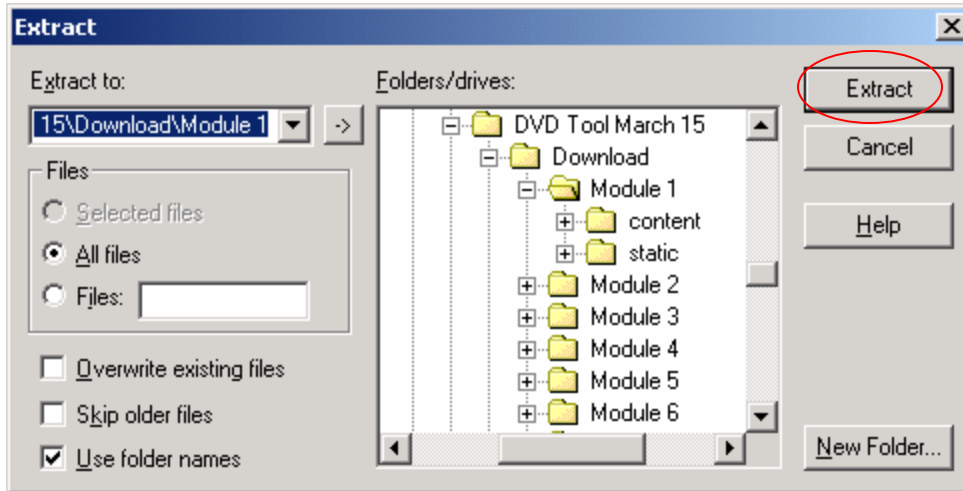 Extract
Extract to:
15\Download\Module 1
->
Files
Selected files
All files
Files:
Overwrite existing files
Skip older files
Use folder names
Folders/drives:
DVD Tool March 15
Download
Module 1
content
static
Module 2
Module 3
Module 4
Module 5
Module 6
Extract
Cancel
Help
New Folder...